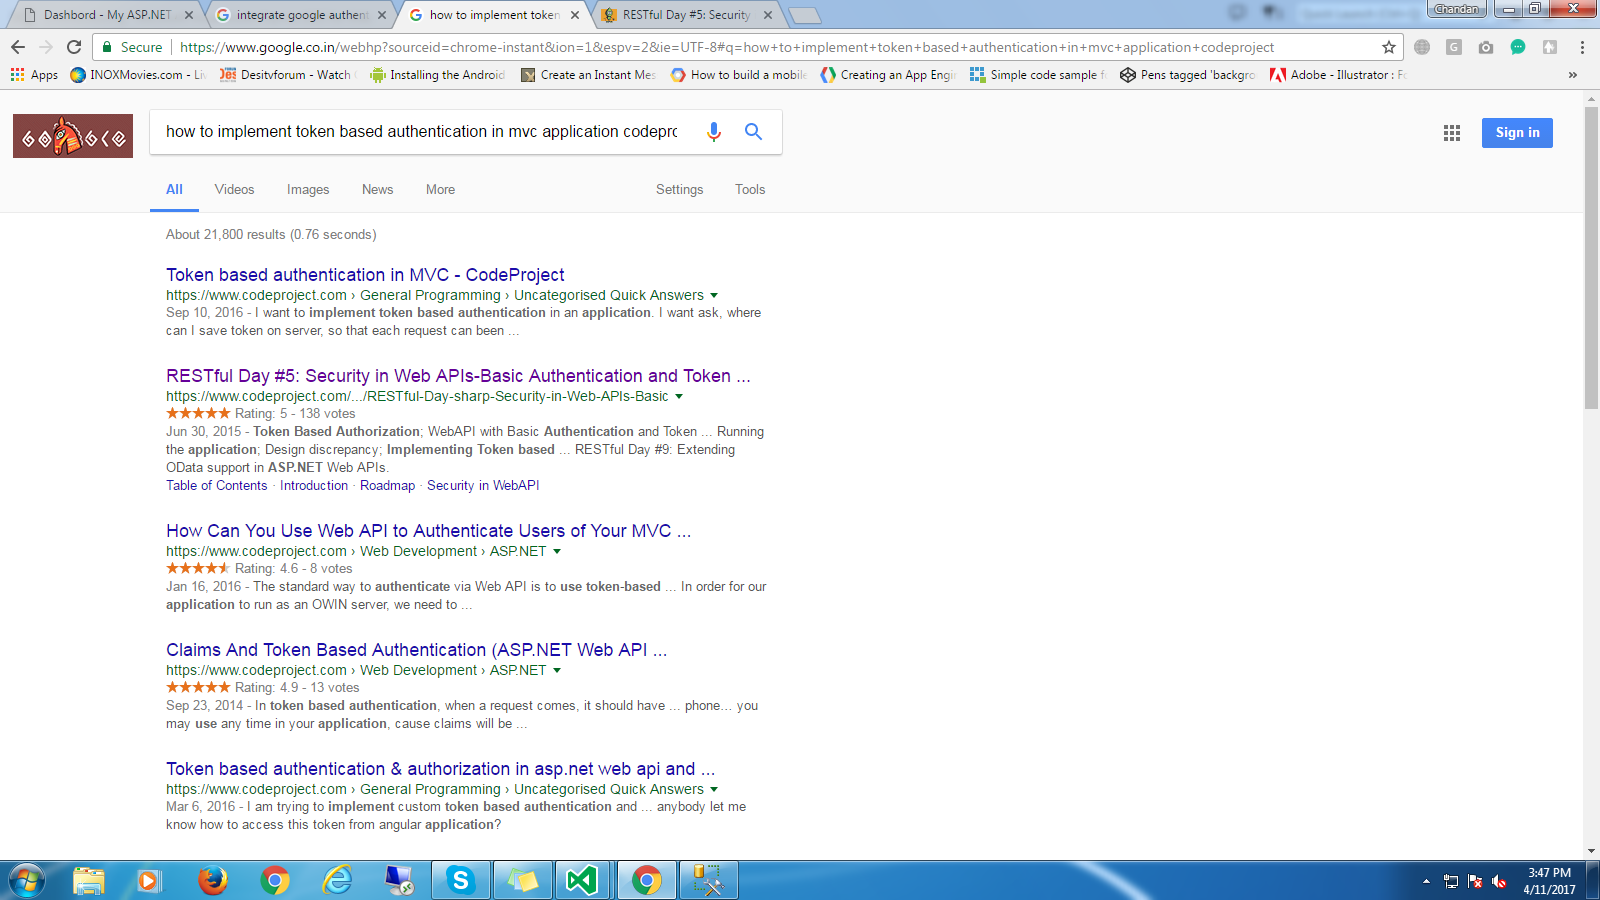 Dashbord - My ASP.NET
integrate google authent
how to implement token
RESTful Day #5: Security
Chandan
Secure
https://www.google.co.in/webhp?sourceid=chrome-instant&ion=1&espv=2&ie=UTF-8#q=how+to+implement+token+based+authentication+in+mvc+application+codeproject
Apps
INOXMovies.com - Li
Desitvforum - Watch
Installing the Android
Create an Instant Mes
How to build a mobile
Creating an App Engi
Simple code sample f
Pens tagged 'backgro
Adobe - Illustrator : Fo
how to implement token based authentication in mvc application codepro
Sign in
All
Videos
Images
News
More
Settings
Tools
About 21,800 results (0.76 seconds)
Token based authentication in MVC - CodeProject
https://www.codeproject.com › General Programming › Uncategorised Quick Answers
Sep 10, 2016 - I want to implement token based authentication in an application. I want ask, where
can I save token on server, so that each request can been ...
RESTful Day #5: Security in Web APIs-Basic Authentication and Token ...
https://www.codeproject.com/.../RESTful-Day-sharp-Security-in-Web-APIs-Basic
Rating: 5 - 138 votes
Jun 30, 2015 - Token Based Authorization; WebAPI with Basic Authentication and Token ... Running
the application; Design discrepancy; Implementing Token based ... RESTful Day #9: Extending
OData support in ASP.NET Web APIs.
Table of Contents · Introduction · Roadmap · Security in WebAPI
How Can You Use Web API to Authenticate Users of Your MVC ...
https://www.codeproject.com › Web Development › ASP.NET
Rating: 4.6 - 8 votes
Jan 16, 2016 - The standard way to authenticate via Web API is to use token-based ... In order for our
application to run as an OWIN server, we need to ...
Claims And Token Based Authentication (ASP.NET Web API ...
https://www.codeproject.com › Web Development › ASP.NET
Rating: 4.9 - 13 votes
Sep 23, 2014 - In token based authentication, when a request comes, it should have ... phone... you
may use any time in your application, cause claims will be ...
Token based authentication & authorization in asp.net web api and ...
https://www.codeproject.com › General Programming › Uncategorised Quick Answers
Mar 6, 2016 - I am trying to implement custom token based authentication and ... anybody let me
know how to access this token from angular application?
3:47 PM
4/11/2017